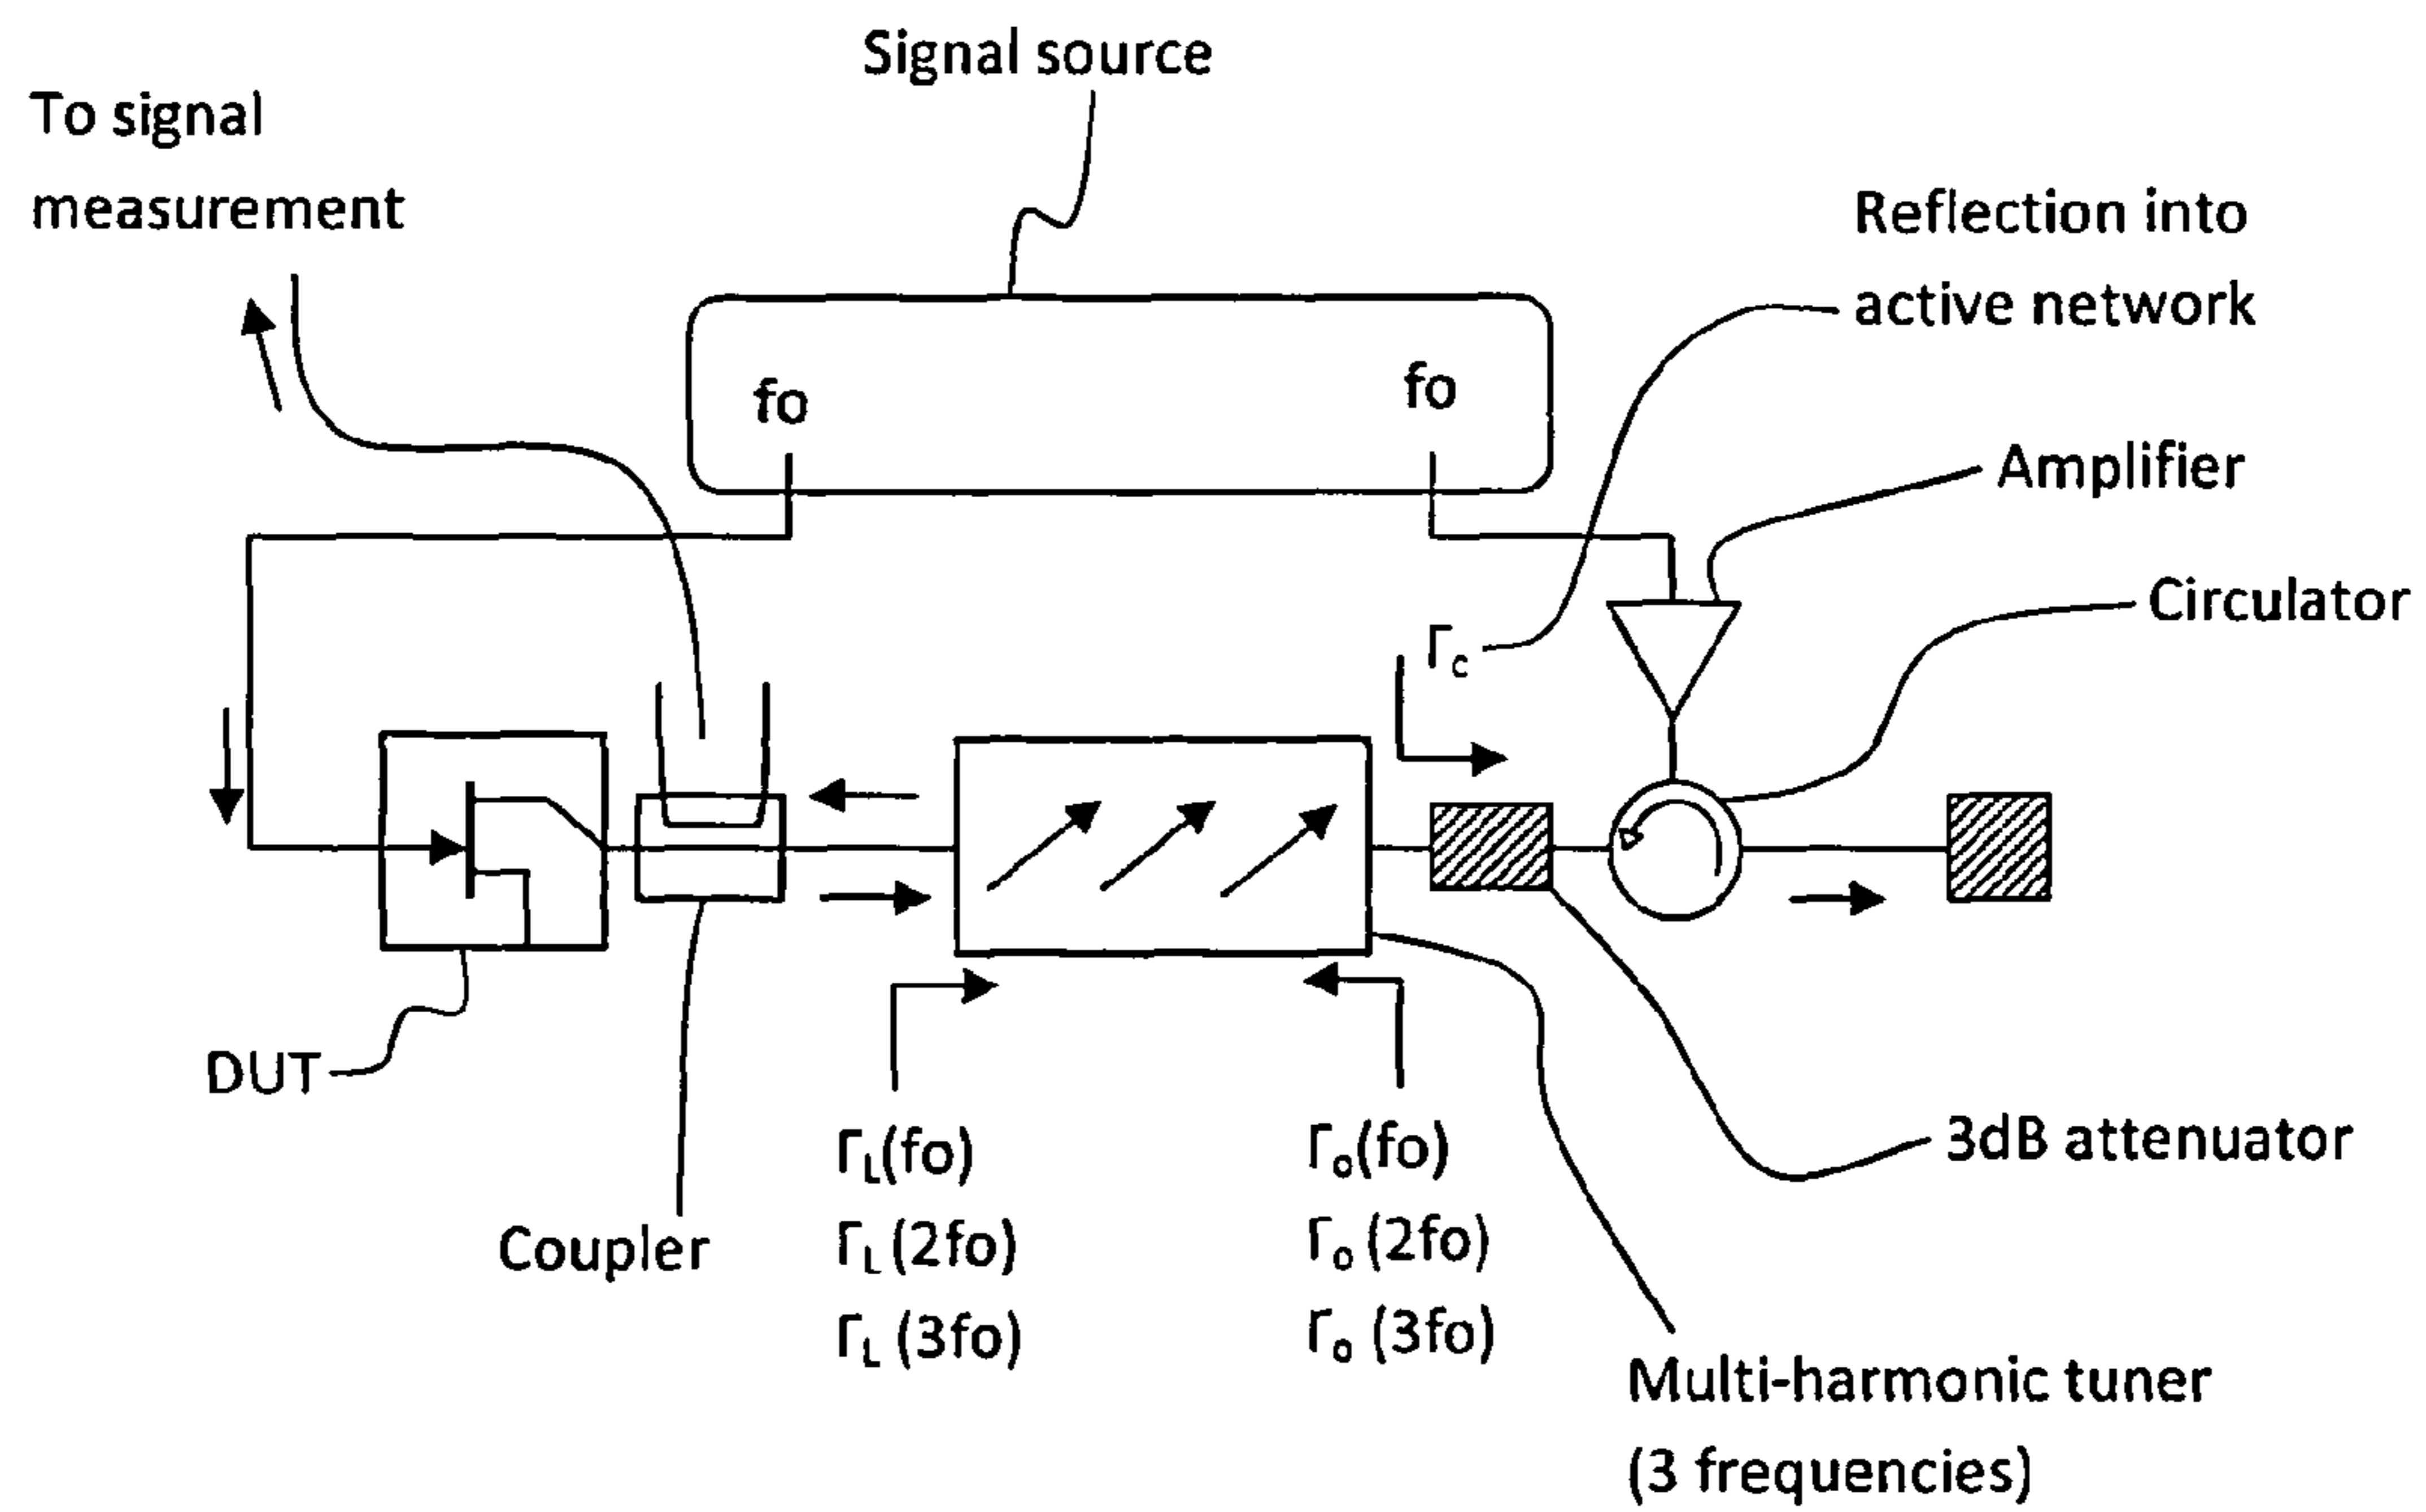 Signal source
To signal
measurement
Reflection into
active network
fo
fo
Amplifier
Circulator
Γc
DUT
Coupler
ΓL(fo)
ΓL (2fo)
ΓL (3fo)
Γo(fo)
Γo (2fo)
Γo (3fo)
3dB attenuator
Multi-harmonic tuner
(3 frequencies)